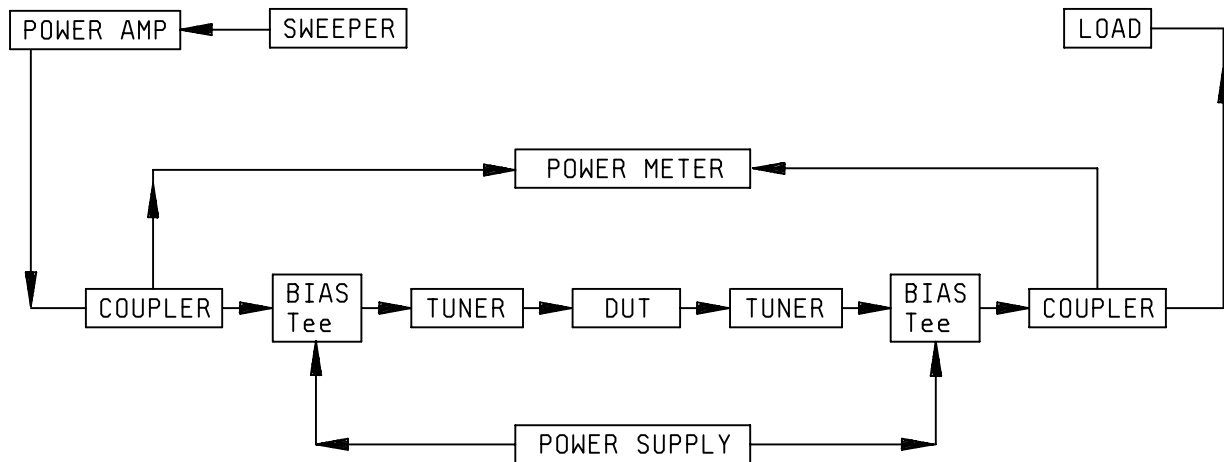 POWER AMP
SWEEPER
LOAD
POWER METER
COUPLER
BIAS
Tee
TUNER
DUT
TUNER
BIAS
Tee
COUPLER
POWER SUPPLY